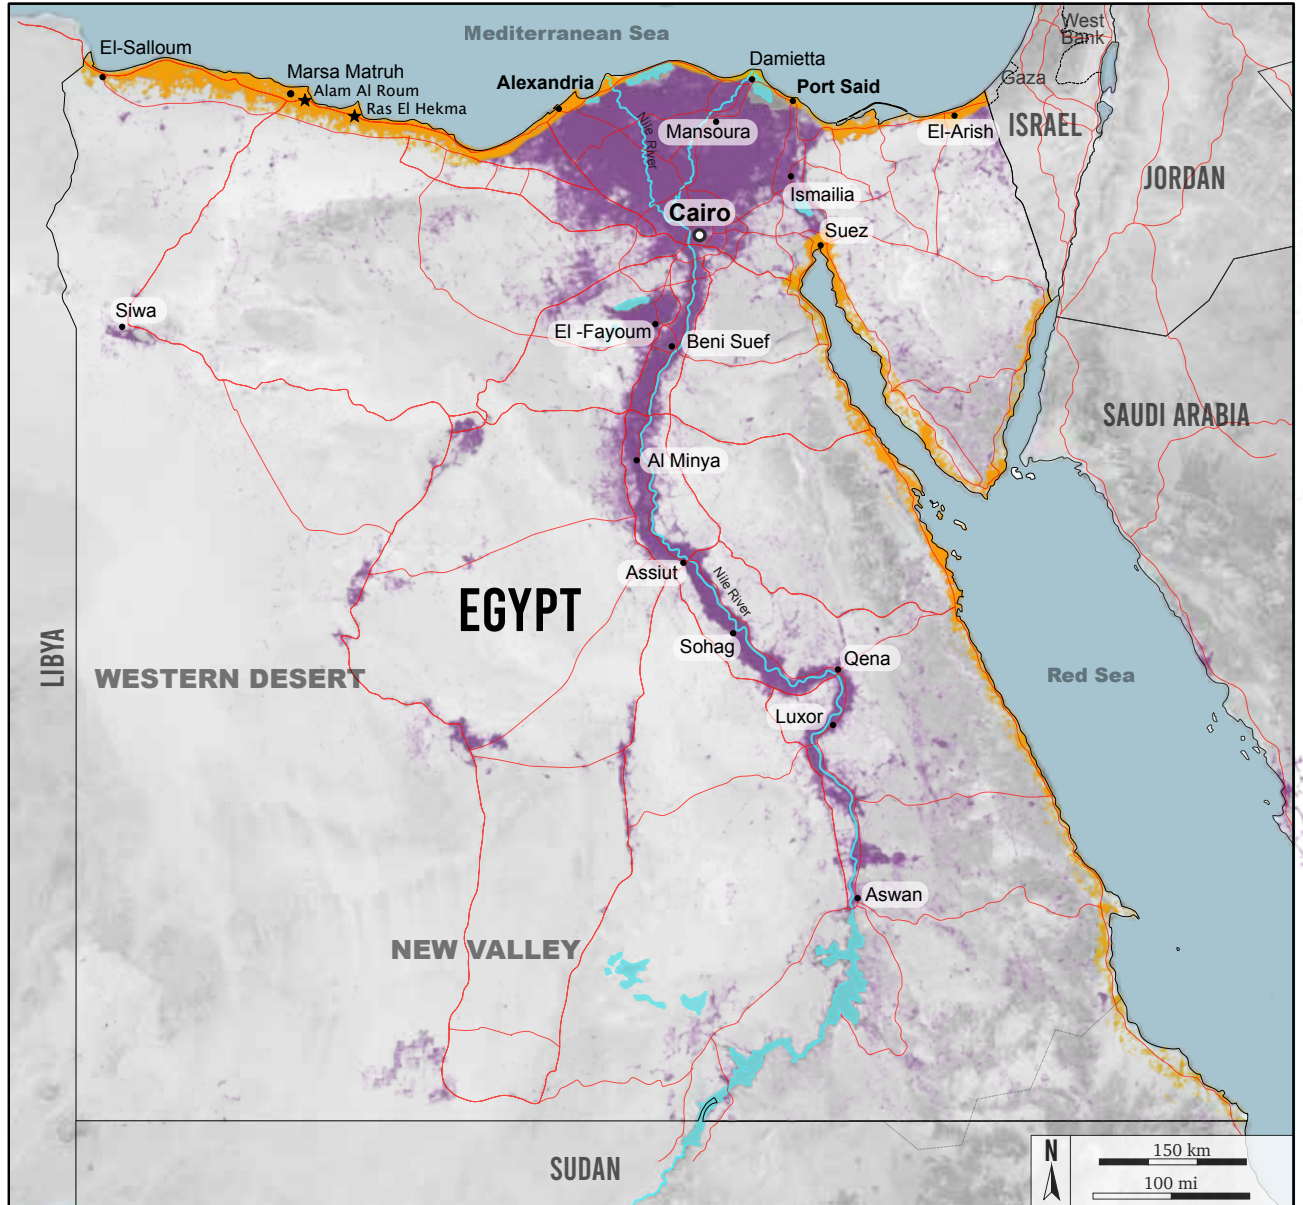 Mediterranean Sea
West
Bank
El-Salloum
Damietta
Marsa Matruh
Alam Al Roum
Ras El Hekma
Alexandria
Port Said
Gaza
Nile River
Mansoura
El-Arish
ISRAEL
JORDAN
Ismailia
Cairo
Suez
Siwa
El -Fayoum
Beni Suef
SAUDI ARABIA
Al Minya
Assiut
Nile River
EGYPT
Sohag
Qena
LIBYA
WESTERN DESERT
Red Sea
Luxor
Aswan
NEW VALLEY
SUDAN
N
150 km
100 mi